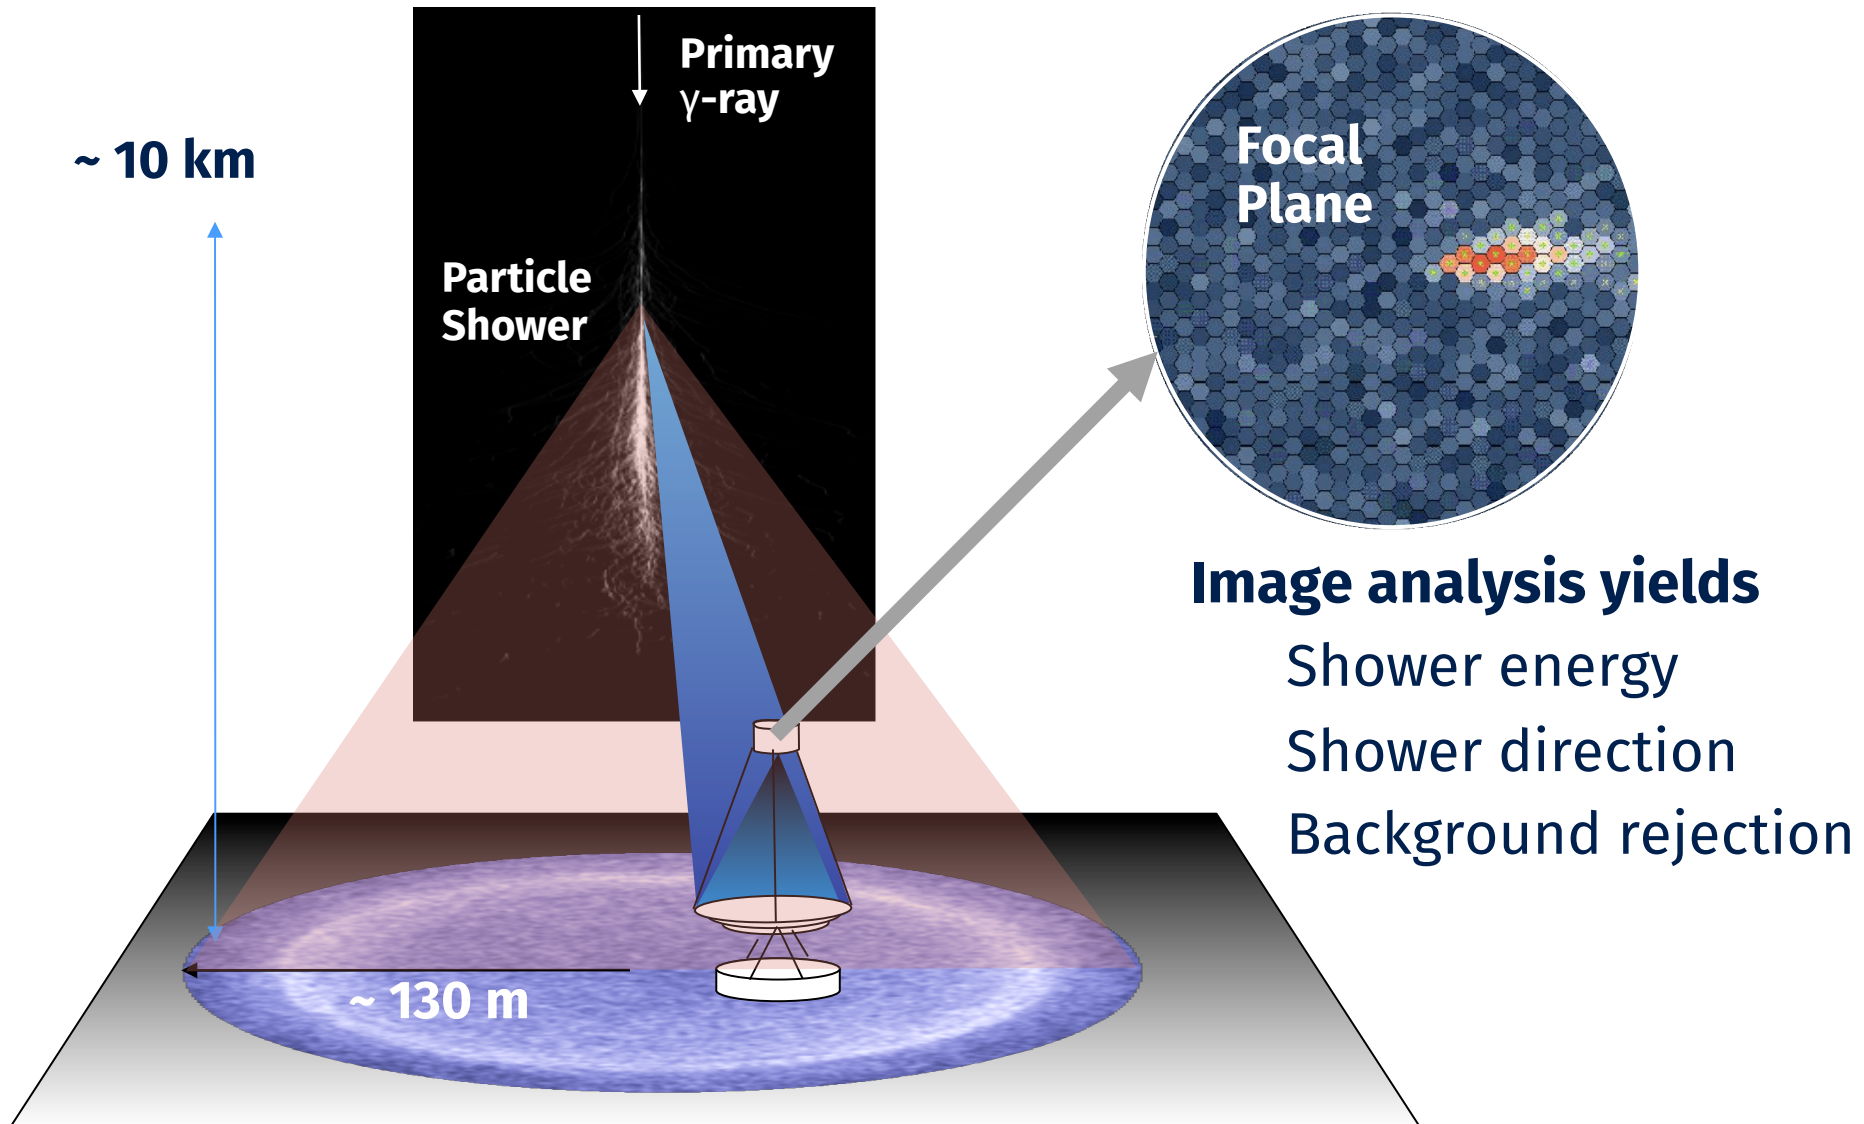 Primary
γ-ray
~ 10 km
Particle
Shower
~ 130 m
Focal
Plane
Image analysis yields
Shower energy
Shower direction
Background rejection